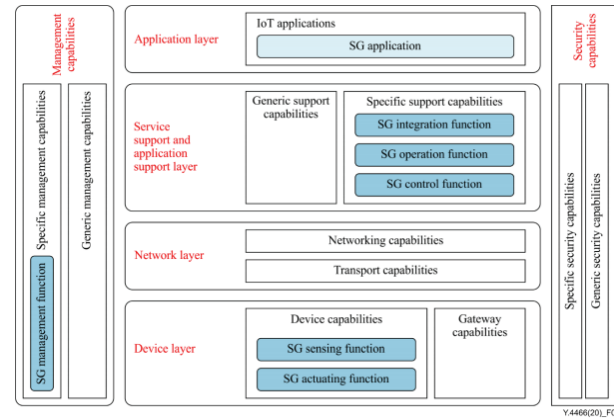 Management
capabilities
Specific management capabilities
SG management function
Generic management capabilities
Application layer
IoT applications
SG application
Service
support and
application
support layer
Generic support
capabilities
Specific support capabilities
SG integration function
SG operation function
SG control function
Network layer
Networking capabilities
Transport capabilities
Device layer
Device capabilities
SG sensing function
SG actuating function
Gateway
capabilities
Security
capabilities
Specific security capabilities
Generic security capabilities